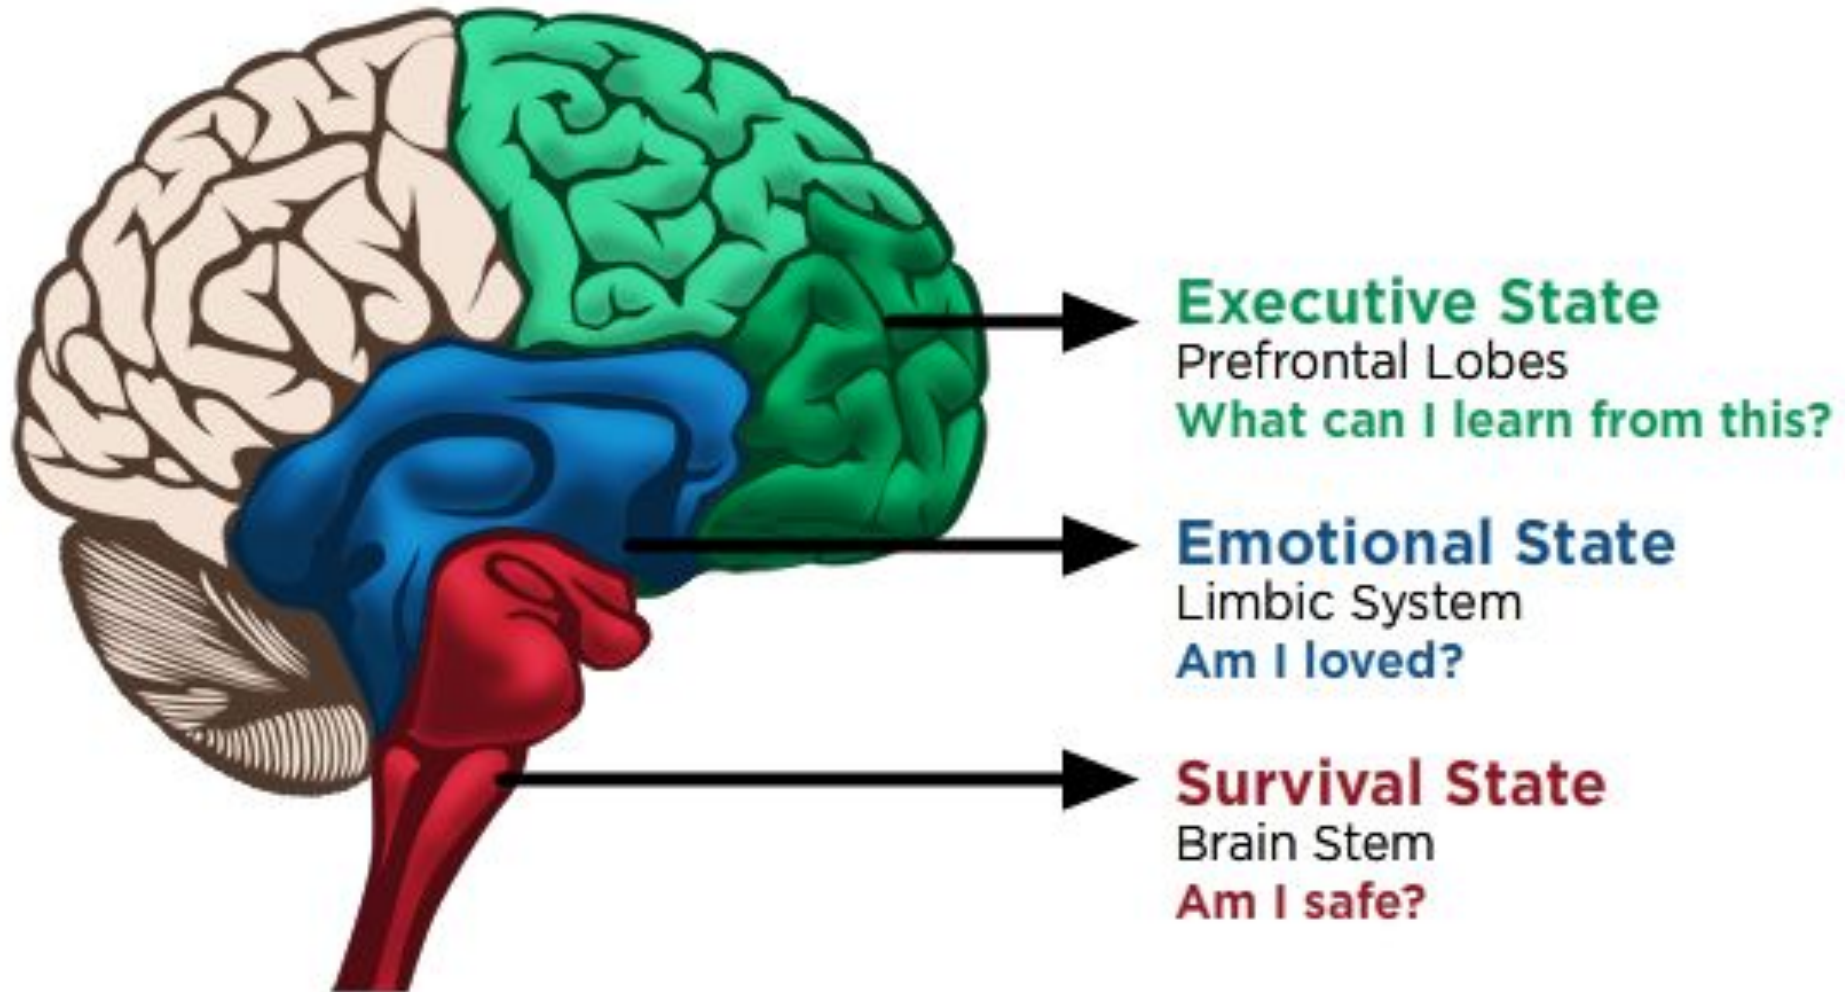 Executive State
Prefrontal Lobes
What can I learn from this?
Emotional State
Limbic System
Am I loved?
Survival State
Brain Stem
Am I safe?